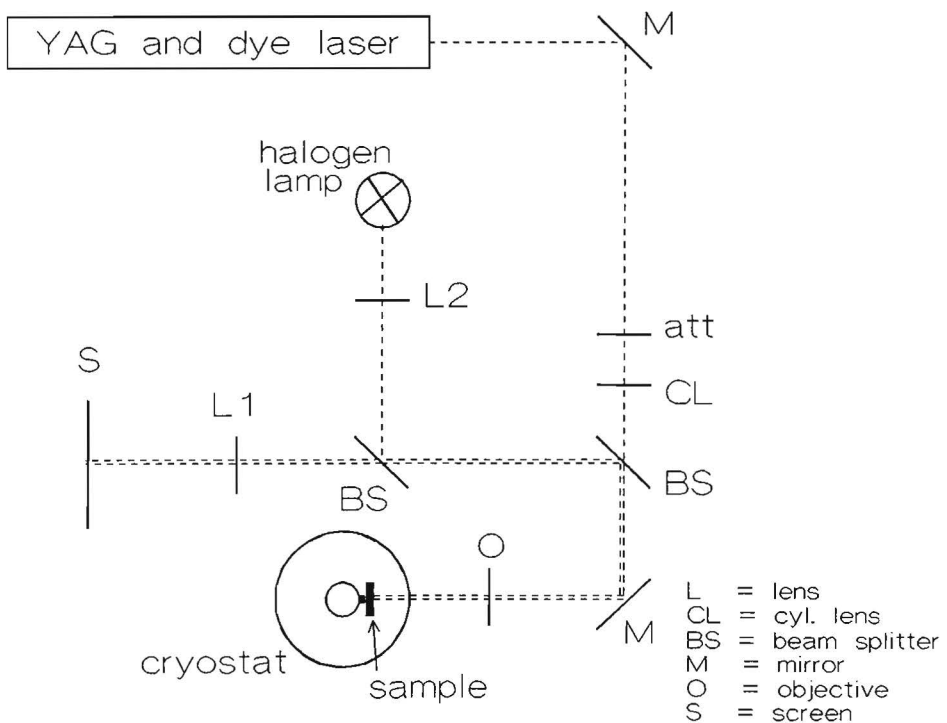 YAG and dye laser
M
halogen
lamp
L2
att
S
CL
L1
BS
BS
O
M
cryostat
sample
L = lens
CL = cyl. lens
BS = beam splitter
M = mirror
O = objective
S = screen